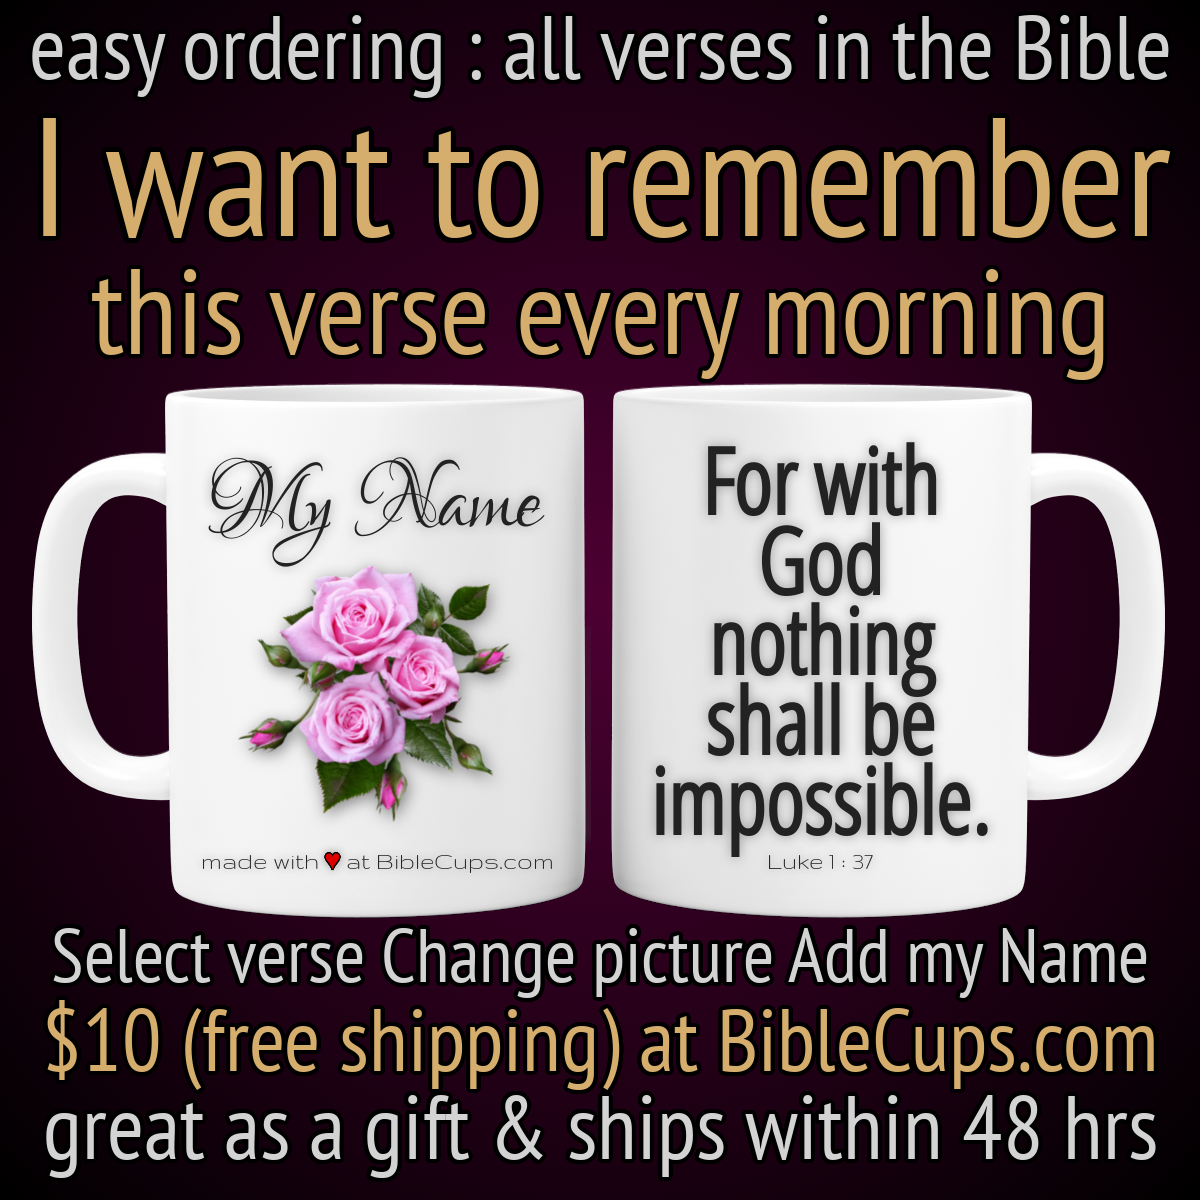 easy ordering : all verses in the Bible
I want to remember
this verse every morning
My Name
made with ♥ at BibleCups.com
For with
God
nothing
shall be
impossible.
Luke 1 : 37
Select verse Change picture Add my Name
$10 (free shipping) at BibleCups.com
great as a gift & ships within 48 hrs